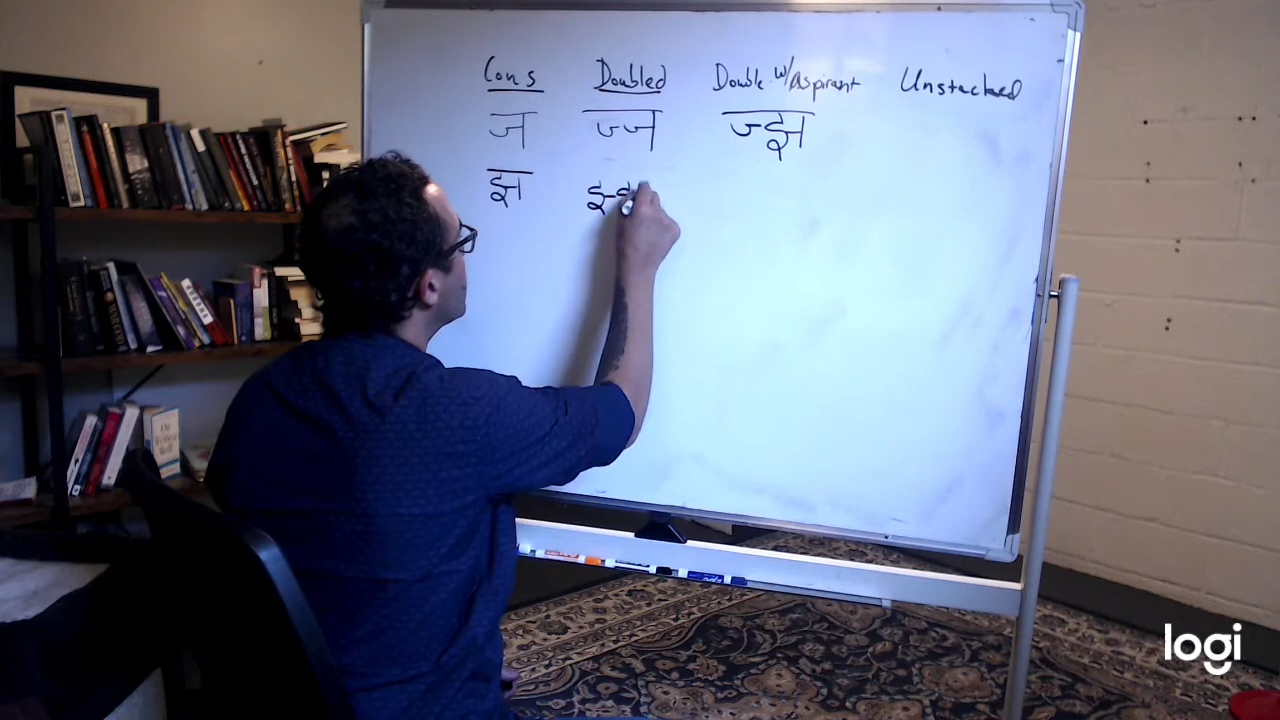 Cons Doubled Double w/Aspirant Unstacked
ज ज्ज ज्झ
झ
logi